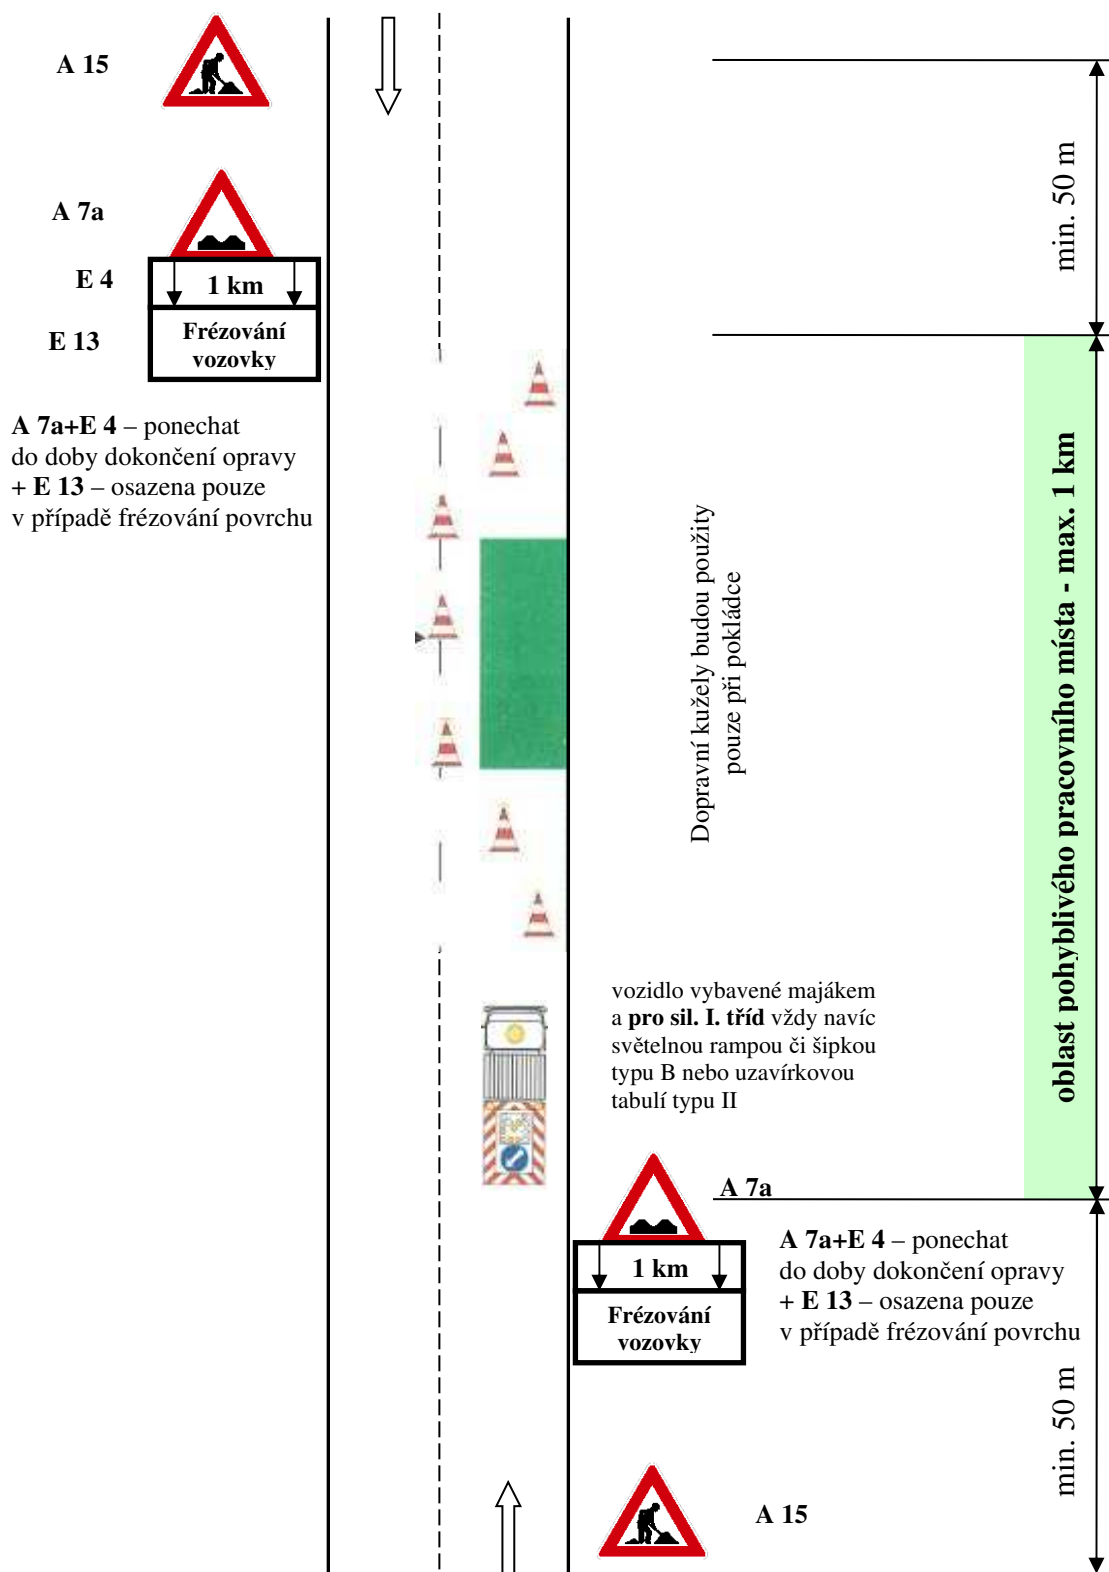 A 15
A 7a
E 4
1 km
E 13
Frézování
vozovky
A 7a+E 4 – ponechat
do doby dokončení opravy
+ E 13 – osazena pouze
v případě frézování povrchu
min. 50 m
oblast pohyblivého pracovního místa - max. 1 km
Dopravní kužely budou použity
pouze při pokládce
vozidlo vybavené majákem
a pro sil. I. tříd vždy navíc
světelnou rampou či šipkou
typu B nebo uzavírkovou
tabulí typu II
A 7a
1 km
Frézování
vozovky
A 7a+E 4 – ponechat
do doby dokončení opravy
+ E 13 – osazena pouze
v případě frézování povrchu
min. 50 m
A 15